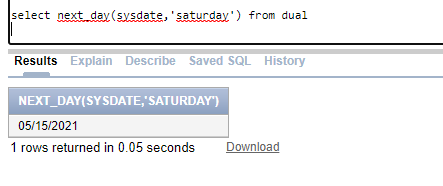 select next_day(sysdate,'saturday') from dual
Results Explain Describe Saved SQL History
NEXT_DAY(SYSDATE,'SATURDAY')
05/15/2021
1 rows returned in 0.05 seconds Download